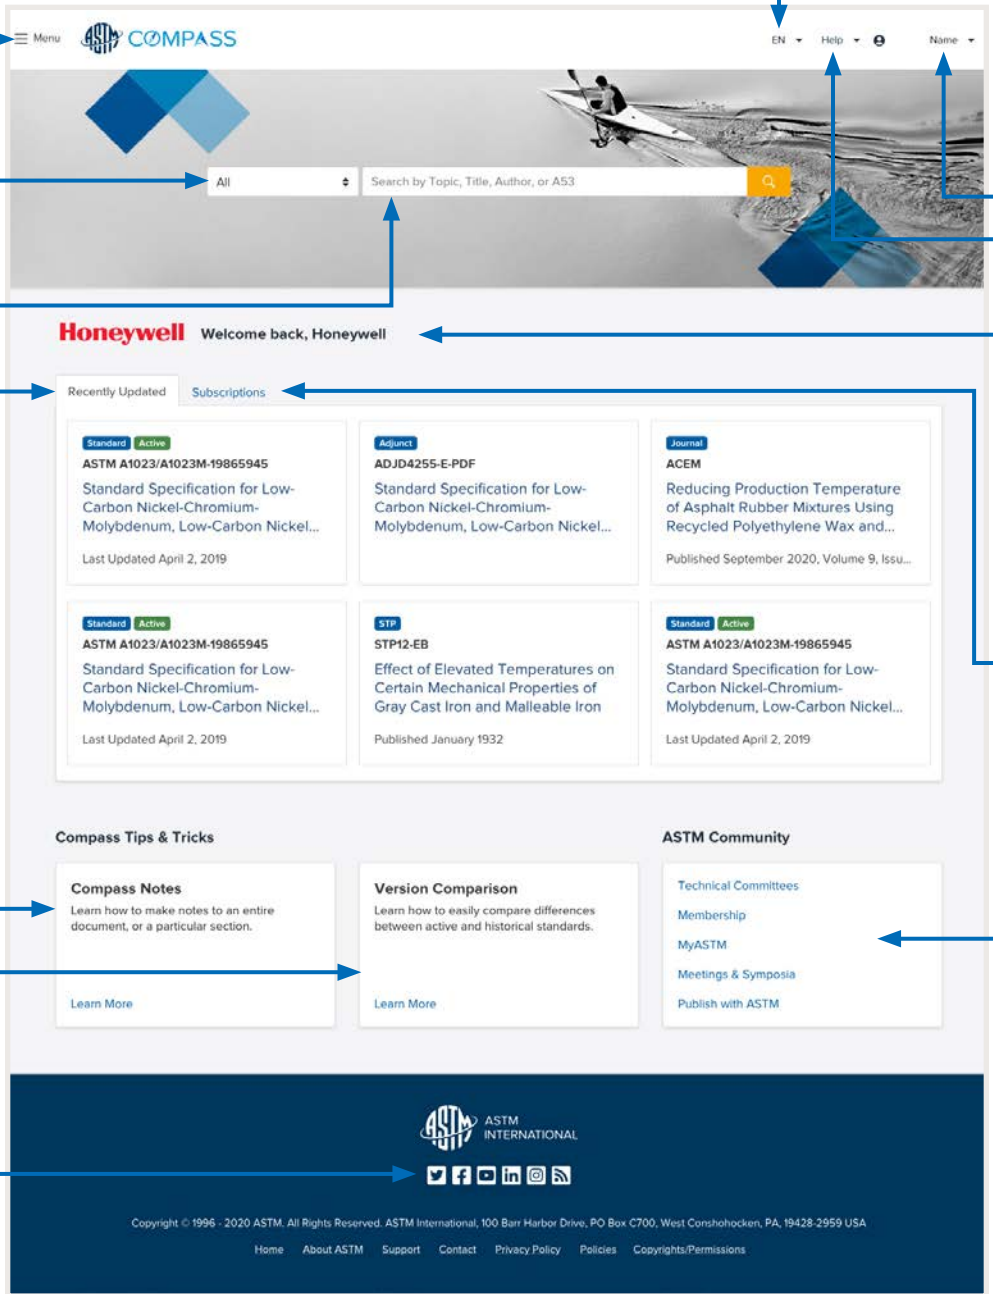 Menu
ASTM COMPASS
EN
Help
Name
All
Search by Topic, Title, Author, or A53
Honeywell
Welcome back, Honeywell
Recently Updated
Subscriptions
Standard Active
ASTM A1023/A1023M-19865945
Standard Specification for Low-
Carbon Nickel-Chromium-
Molybdenum, Low-Carbon Nickel...
Last Updated April 2, 2019
Adjunct
ADJD4255-E-PDF
Standard Specification for Low-
Carbon Nickel-Chromium-
Molybdenum, Low-Carbon Nickel...
Journal
ACEM
Reducing Production Temperature
of Asphalt Rubber Mixtures Using
Recycled Polyethylene Wax and...
Published September 2020, Volume 9, Issu...
Standard Active
ASTM A1023/A1023M-19865945
Standard Specification for Low-
Carbon Nickel-Chromium-
Molybdenum, Low-Carbon Nickel...
Last Updated April 2, 2019
STP
STP12-EB
Effect of Elevated Temperatures on
Certain Mechanical Properties of
Gray Cast Iron and Malleable Iron
Published January 1932
Standard Active
ASTM A1023/A1023M-19865945
Standard Specification for Low-
Carbon Nickel-Chromium-
Molybdenum, Low-Carbon Nickel...
Last Updated April 2, 2019
Compass Tips & Tricks
Compass Notes
Learn how to make notes to an entire
document, or a particular section.
Learn More
Version Comparison
Learn how to easily compare differences
between active and historical standards.
Learn More
ASTM Community
Technical Committees
Membership
MyASTM
Meetings & Symposia
Publish with ASTM
ASTM
ASTM
INTERNATIONAL
Copyright © 1996 - 2020 ASTM. All Rights Reserved. ASTM International, 100 Barr Harbor Drive, PO Box C700, West Conshohocken, PA, 19428-2959 USA
Home About ASTM Support Contact Privacy Policy Policies Copyrights/Permissions